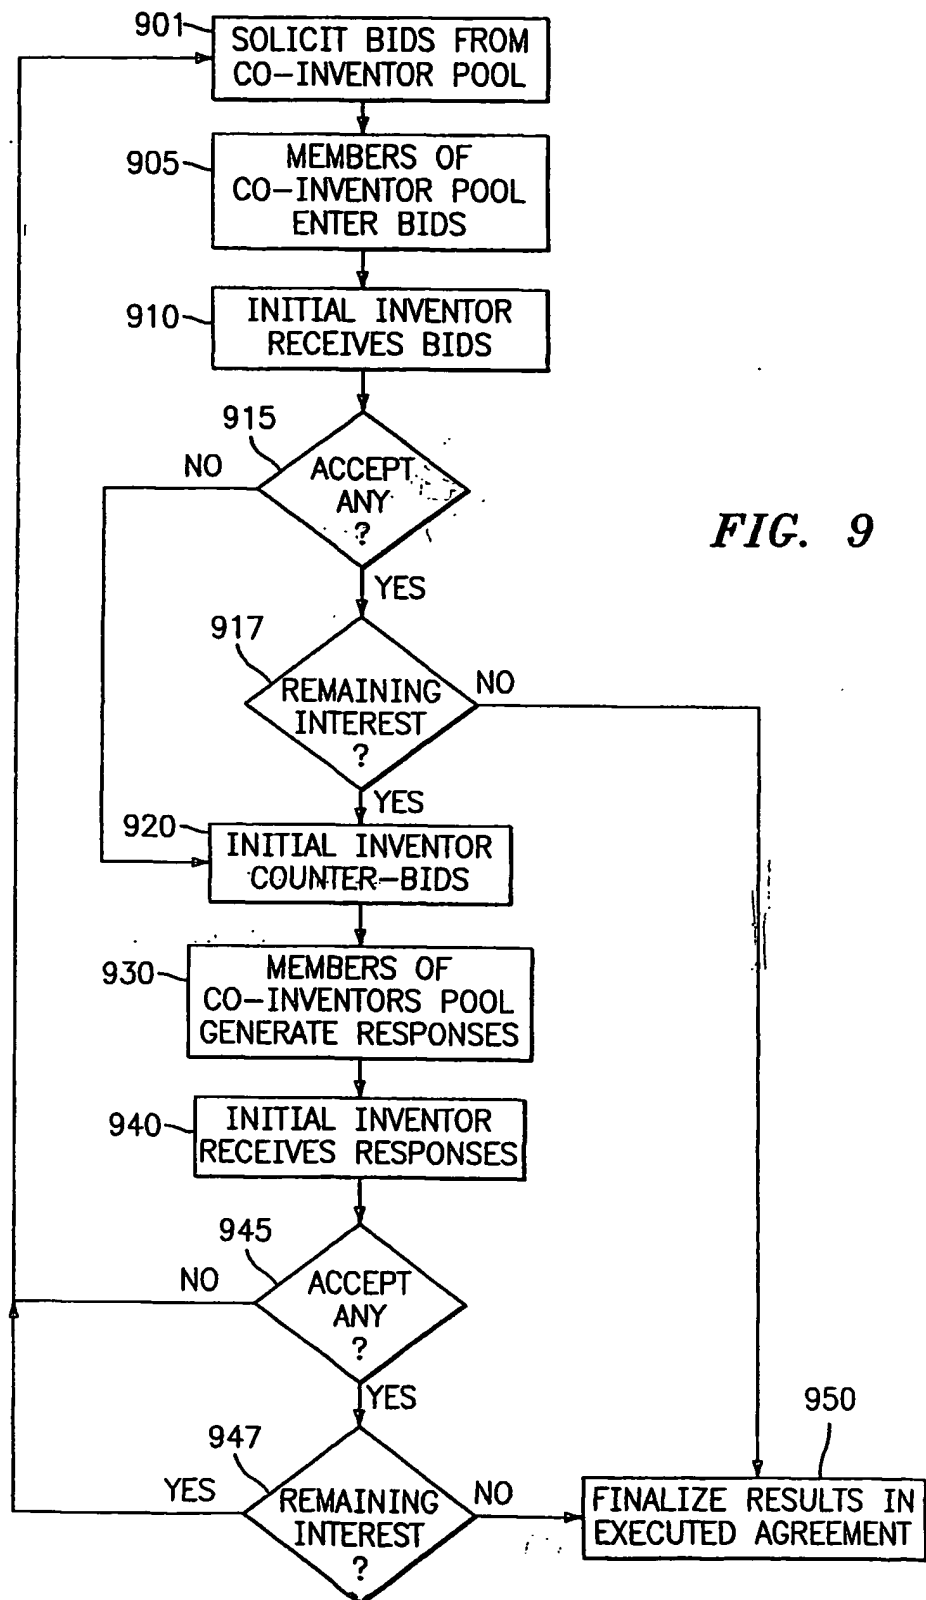 901
SOLICIT BIDS FROM
CO-INVENTOR POOL
905
MEMBERS OF
CO-INVENTOR POOL
ENTER BIDS
910
INITIAL INVENTOR
RECEIVES BIDS
915
NO
ACCEPT
ANY
?
YES
FIG. 9
917
REMAINING
INTEREST
?
NO
YES
920
INITIAL INVENTOR
COUNTER-BIDS
930
MEMBERS OF
CO-INVENTORS POOL
GENERATE RESPONSES
940
INITIAL INVENTOR
RECEIVES RESPONSES
945
NO
ACCEPT
ANY
?
YES
947
YES
REMAINING
INTEREST
?
NO
950
FINALIZE RESULTS IN
EXECUTED AGREEMENT